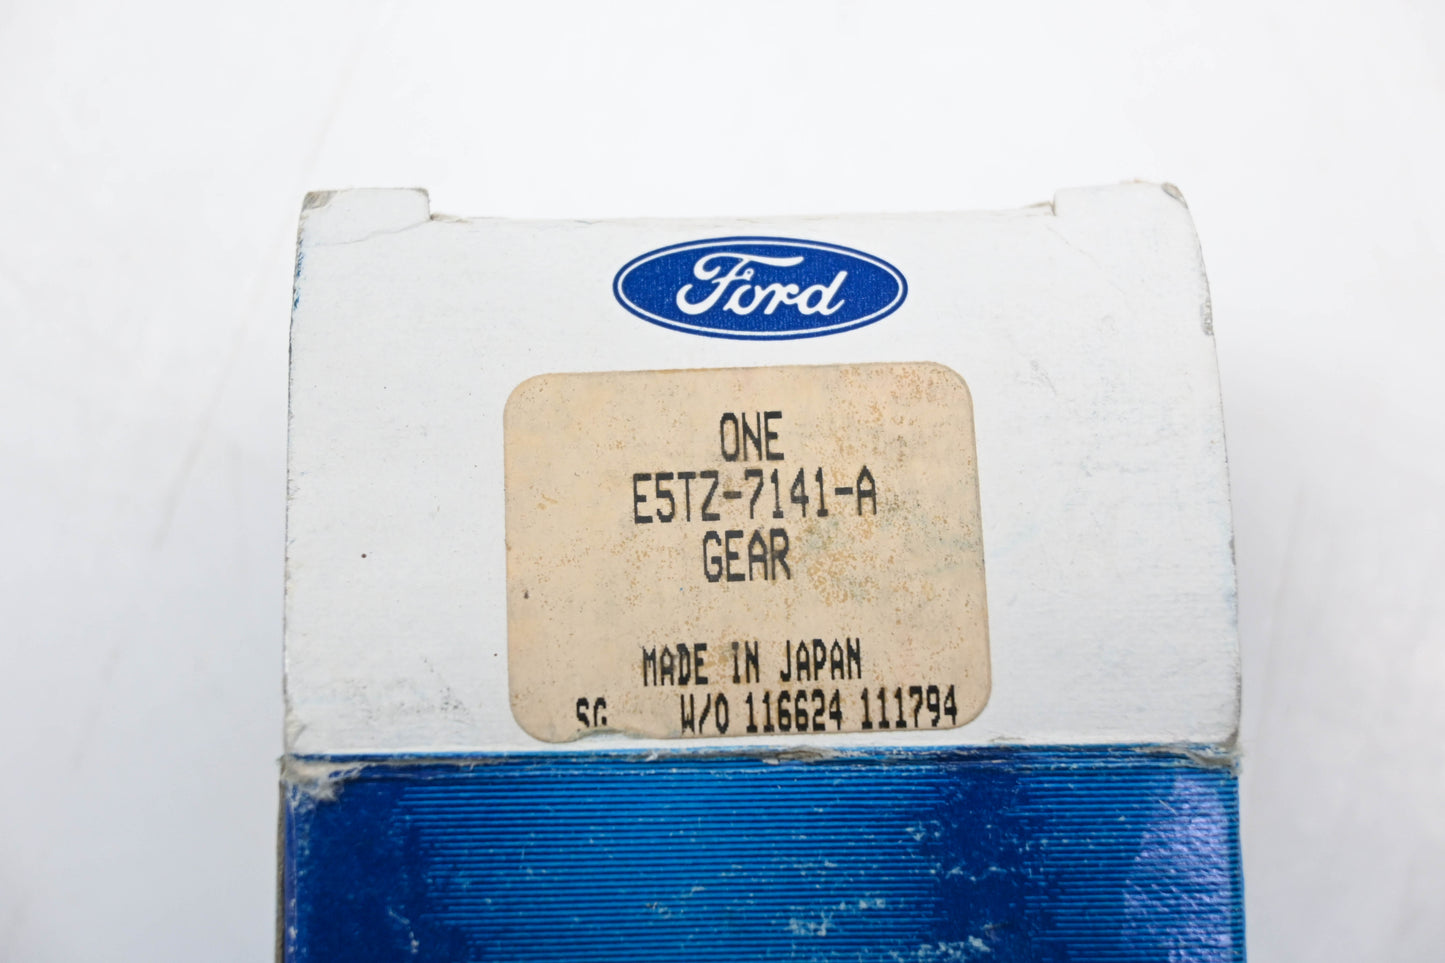 Ford
ONE
E5TZ-7141-A
GEAR
MADE IN JAPAN
SG W/O 116624 111794